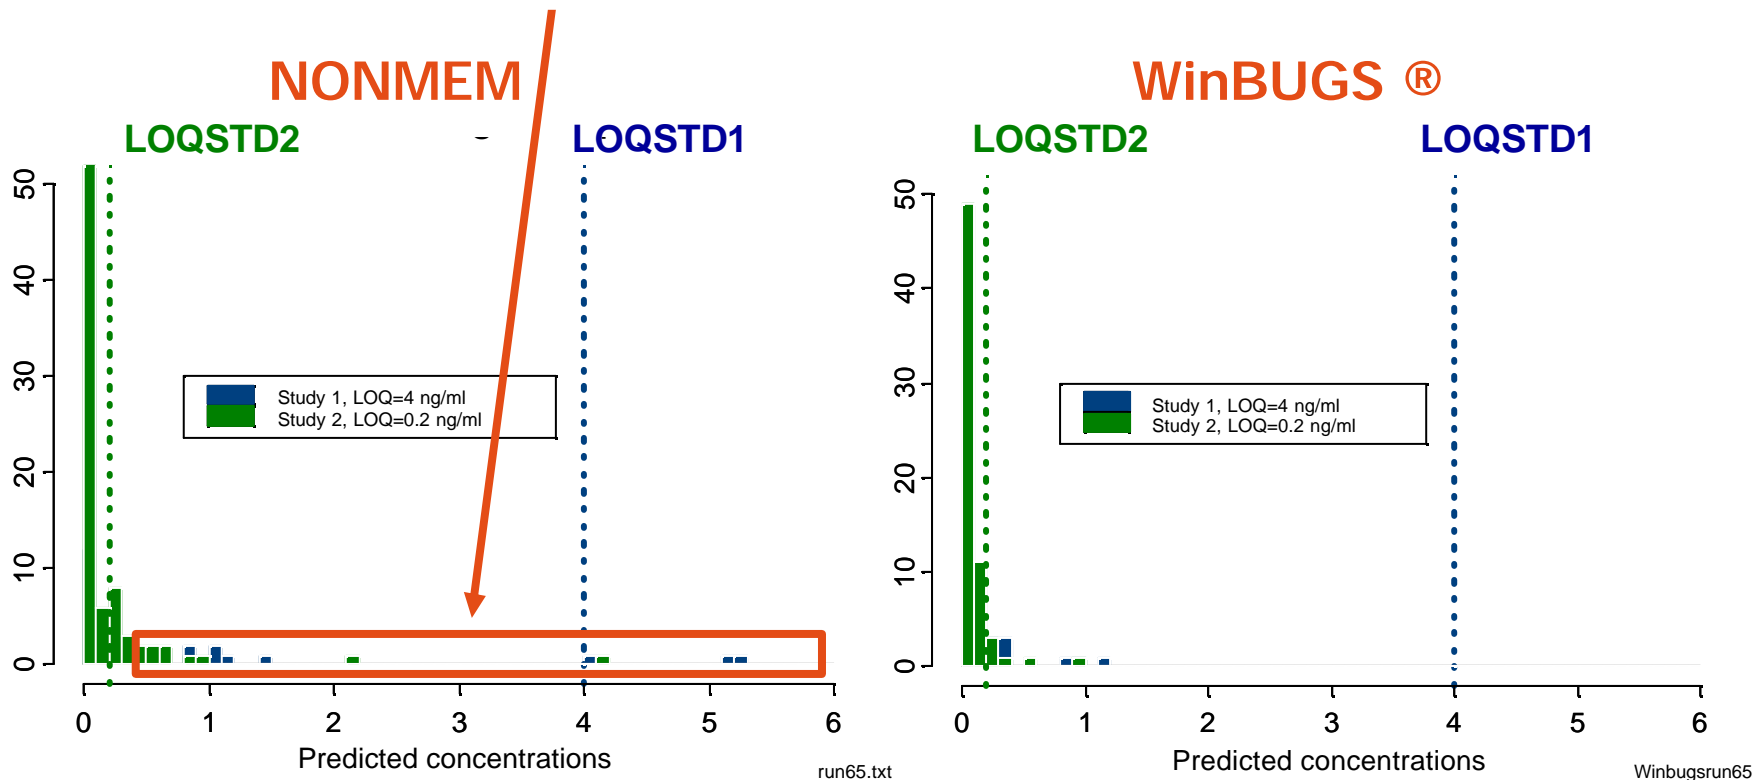 NONMEM
LOQSTD2
LOQSTD1
50
40
30
20
10
0
Study 1, LOQ=4 ng/ml
Study 2, LOQ=0.2 ng/ml
0 1 2 3 4 5 6
Predicted concentrations
run65.txt
WinBUGS ®
LOQSTD2
LOQSTD1
50
40
30
20
10
0
Study 1, LOQ=4 ng/ml
Study 2, LOQ=0.2 ng/ml
0 1 2 3 4 5 6
Predicted concentrations
Winbugsrun65